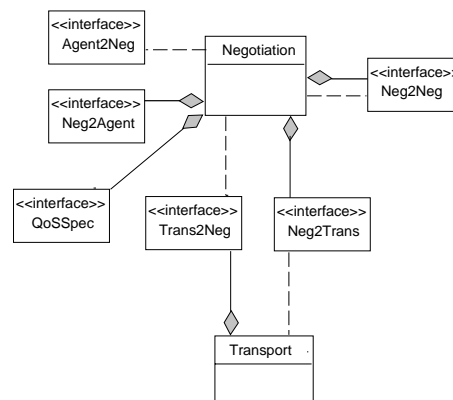 <<interface>>
Agent2Neg
Negotiation
<<interface>>
Neg2Neg
<<interface>>
Neg2Agent
<<interface>>
QoSSpec
<<interface>>
Trans2Neg
<<interface>>
Neg2Trans
Transport